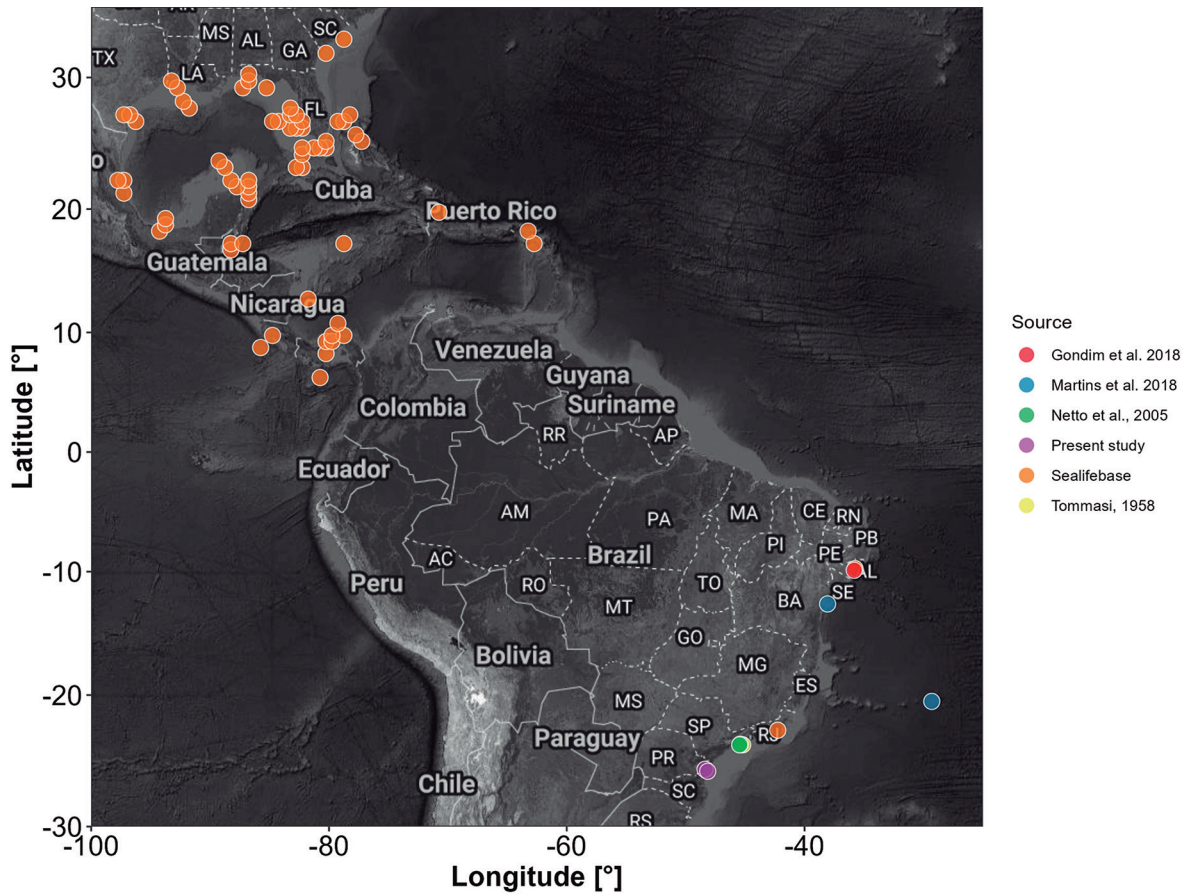 MS
AL
SC
GA
TX
LA
30
FL
o
Cuba
20
Puerto Rico
Guatemala
Nicaragua
10
Venezuela
Guyana
Suriname
Colombia
RR
AP
0
Ecuador
AM
PA
MA
CE
RN
PB
PI
PE
Brazil
AC
-10
AL
Peru
RO
TO
SE
BA
MT
GO
Bolivia
MG
ES
-20
MS
SP
Paraguay
PR
Chile
SC
RS
-30
-100
-80
-60
-40
Longitude [°]
Latitude [°]
Source
Gondim et al. 2018
Martins et al. 2018
Netto et al., 2005
Present study
Sealifebase
Tommasi, 1958